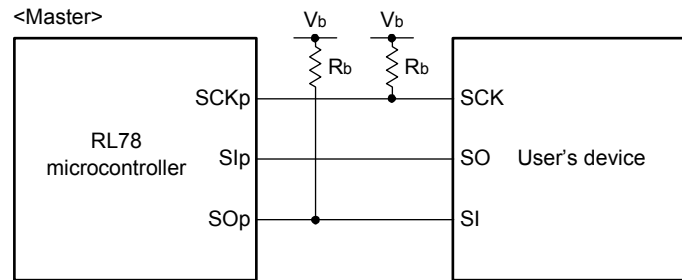 <Master>
Vb
Vb
Rb
Rb
SCKp
SCK
RL78
microcontroller
SIp
SO
User's device
SOp
SI